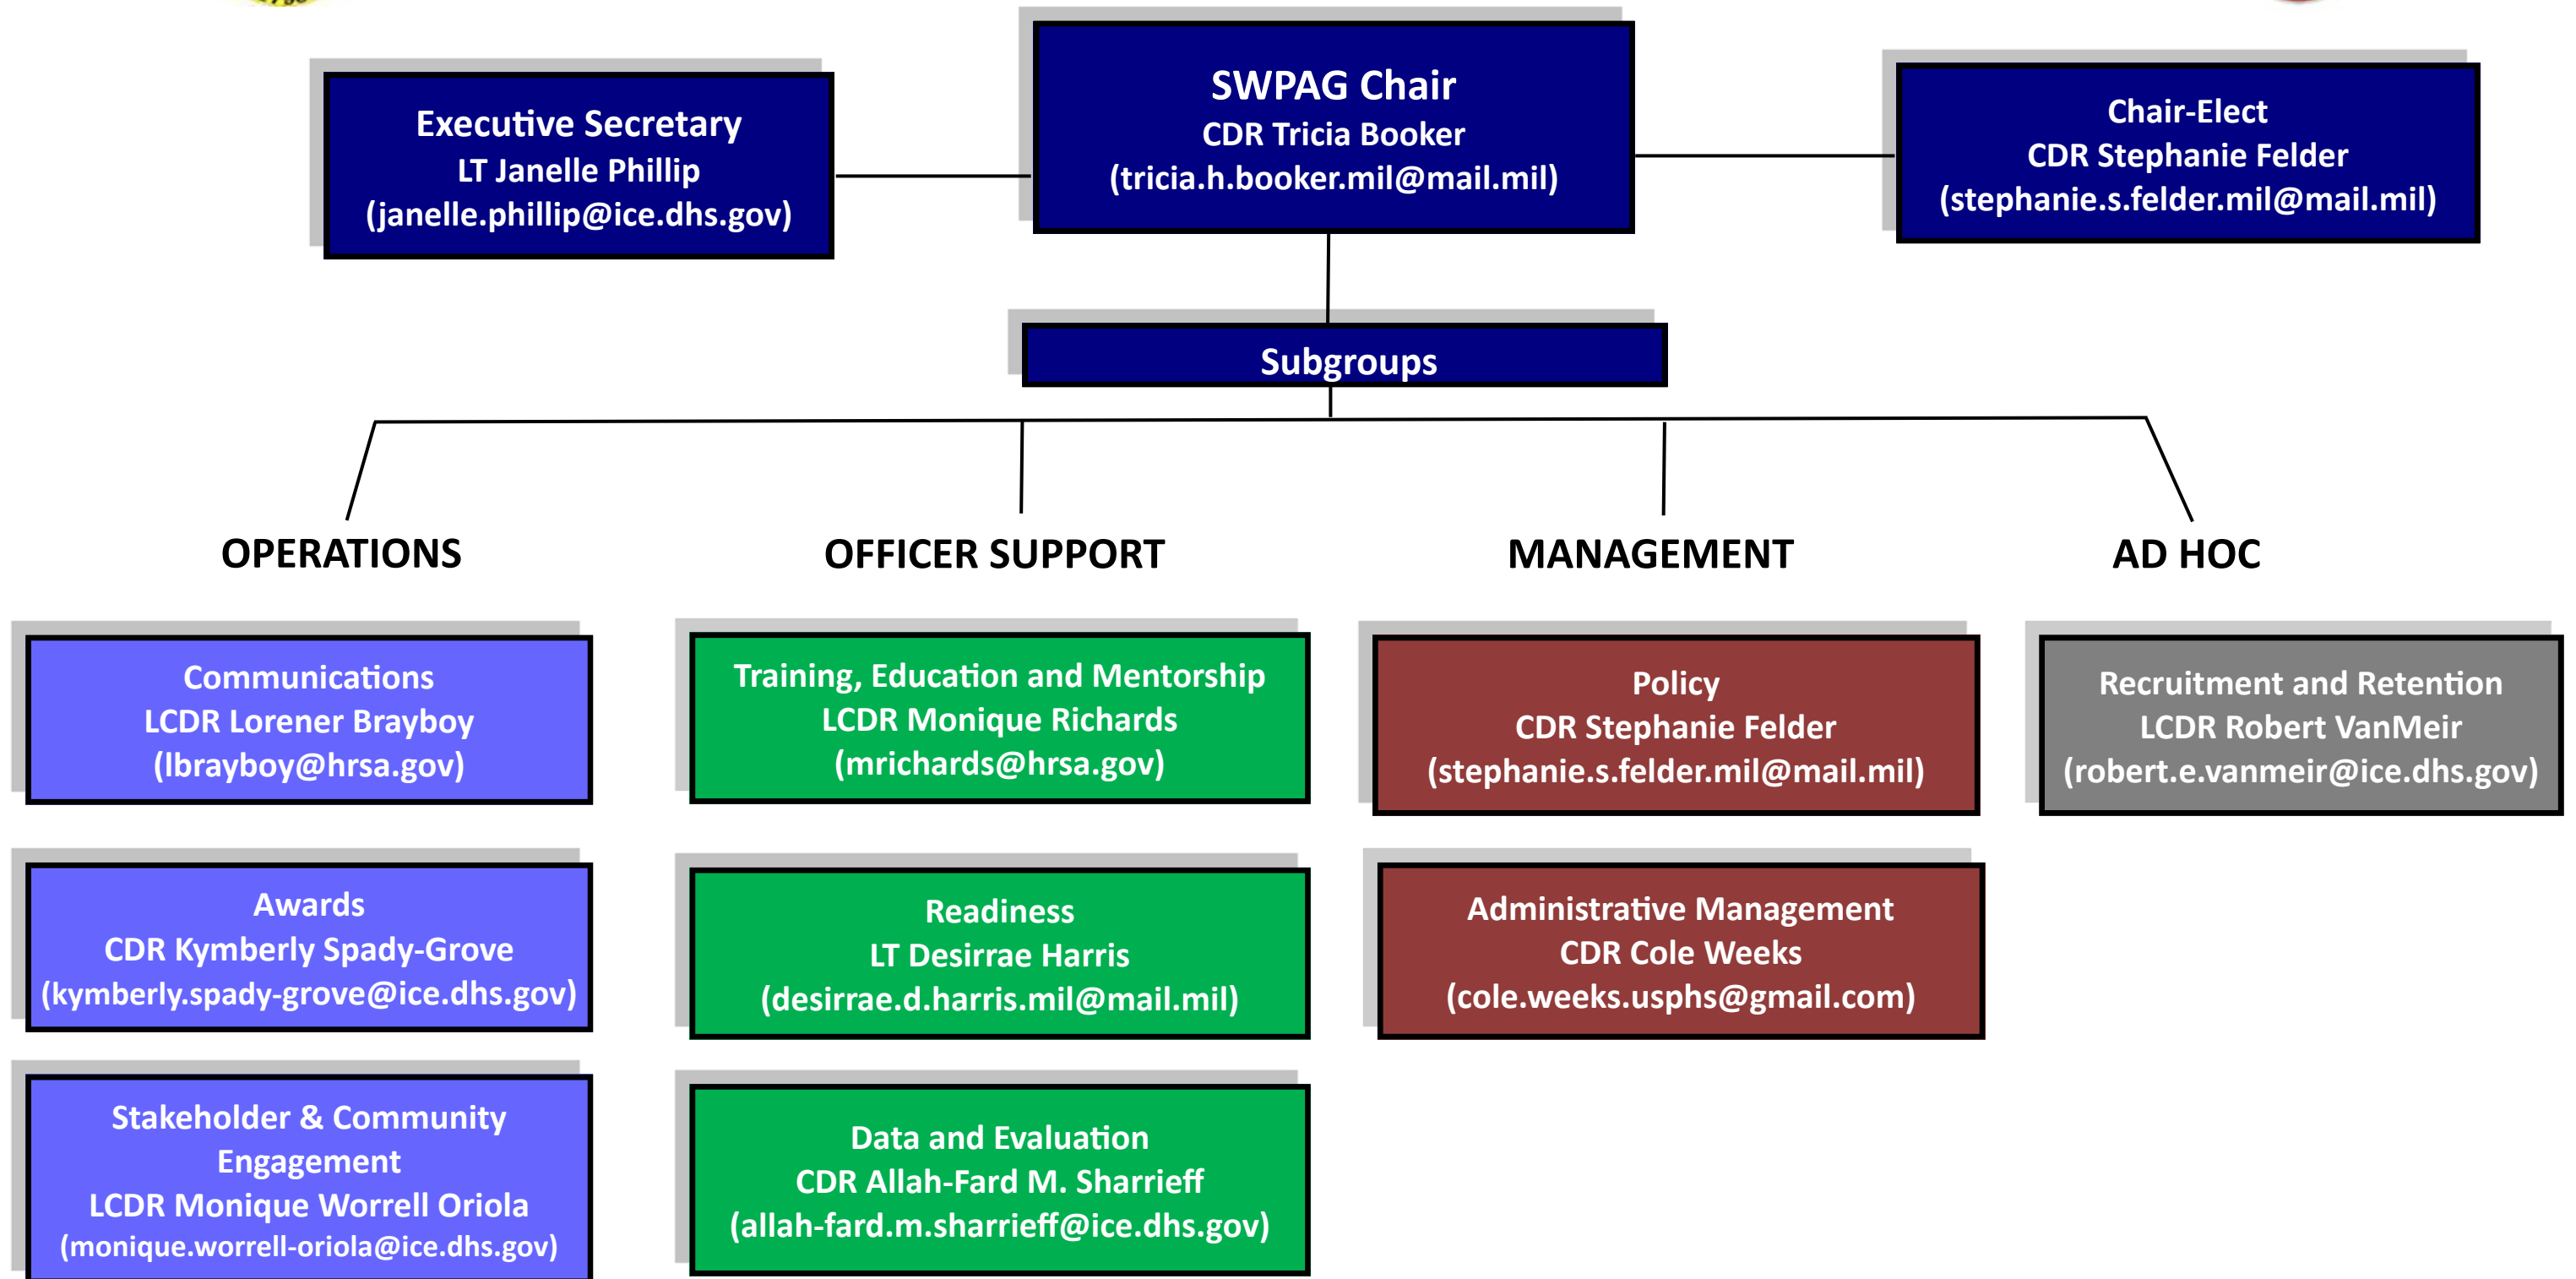 SWPAG Chair
CDR Tricia Booker
(tricia.h.booker.mil@mail.mil)
Executive Secretary
LT Janelle Phillip
(janelle.phillip@ice.dhs.gov)
Chair-Elect
CDR Stephanie Felder
(stephanie.s.felder.mil@mail.mil)
Subgroups
OPERATIONS
Communications
LCDR Lorener Brayboy
(lbrayboy@hrsa.gov)
Awards
CDR Kymberly Spady-Grove
(kymberly.spady-grove@ice.dhs.gov)
Stakeholder & Community
Engagement
LCDR Monique Worrell Oriola
(monique.worrell-oriola@ice.dhs.gov)
OFFICER SUPPORT
Training, Education and Mentorship
LCDR Monique Richards
(mrichards@hrsa.gov)
Readiness
LT Desirrae Harris
(desirrae.d.harris.mil@mail.mil)
Data and Evaluation
CDR Allah-Fard M. Sharrieff
(allah-fard.m.sharrieff@ice.dhs.gov)
MANAGEMENT
Policy
CDR Stephanie Felder
(stephanie.s.felder.mil@mail.mil)
Administrative Management
CDR Cole Weeks
(cole.weeks.usphs@gmail.com)
AD HOC
Recruitment and Retention
LCDR Robert VanMeir
(robert.e.vanmeir@ice.dhs.gov)